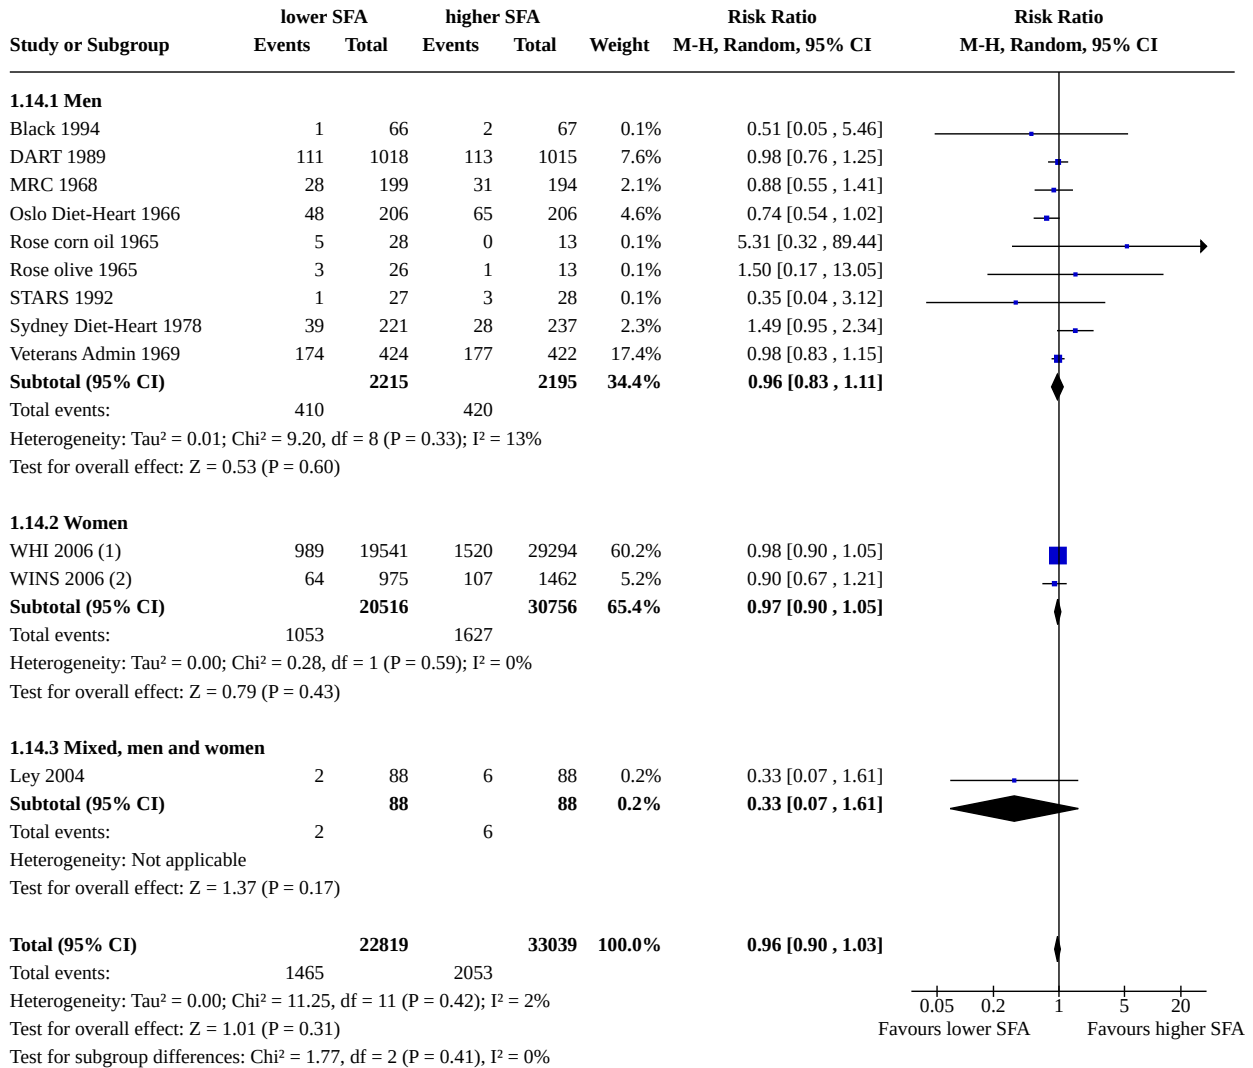 lower SFA higher SFA Risk Ratio Risk Ratio
Study or Subgroup Events Total Events Total Weight M-H, Random, 95% CI M-H, Random, 95% CI
1.14.1 Men
Black 1994 1 66 2 67 0.1% 0.51 [0.05 , 5.46]
DART 1989 111 1018 113 1015 7.6% 0.98 [0.76 , 1.25]
MRC 1968 28 199 31 194 2.1% 0.88 [0.55 , 1.41]
Oslo Diet-Heart 1966 48 206 65 206 4.6% 0.74 [0.54 , 1.02]
Rose corn oil 1965 5 28 0 13 0.1% 5.31 [0.32 , 89.44]
Rose olive 1965 3 26 1 13 0.1% 1.50 [0.17 , 13.05]
STARS 1992 1 27 3 28 0.1% 0.35 [0.04 , 3.12]
Sydney Diet-Heart 1978 39 221 28 237 2.3% 1.49 [0.95 , 2.34]
Veterans Admin 1969 174 424 177 422 17.4% 0.98 [0.83 , 1.15]
Subtotal (95% CI) 2215 2195 34.4% 0.96 [0.83 , 1.11]
Total events: 410 420
Heterogeneity: Tau² = 0.01; Chi² = 9.20, df = 8 (P = 0.33); I² = 13%
Test for overall effect: Z = 0.53 (P = 0.60)
1.14.2 Women
WHI 2006 (1) 989 19541 1520 29294 60.2% 0.98 [0.90 , 1.05]
WINS 2006 (2) 64 975 107 1462 5.2% 0.90 [0.67 , 1.21]
Subtotal (95% CI) 20516 30756 65.4% 0.97 [0.90 , 1.05]
Total events: 1053 1627
Heterogeneity: Tau² = 0.00; Chi² = 0.28, df = 1 (P = 0.59); I² = 0%
Test for overall effect: Z = 0.79 (P = 0.43)
1.14.3 Mixed, men and women
Ley 2004 2 88 6 88 0.2% 0.33 [0.07 , 1.61]
Subtotal (95% CI) 88 88 0.2% 0.33 [0.07 , 1.61]
Total events: 2 6
Heterogeneity: Not applicable
Test for overall effect: Z = 1.37 (P = 0.17)
Total (95% CI) 22819 33039 100.0% 0.96 [0.90 , 1.03]
Total events: 1465 2053
Heterogeneity: Tau² = 0.00; Chi² = 11.25, df = 11 (P = 0.42); I² = 2%
0.05 0.2 1 5 20
Test for overall effect: Z = 1.01 (P = 0.31)
Favours lower SFA Favours higher SFA
Test for subgroup differences: Chi² = 1.77, df = 2 (P = 0.41), I² = 0%